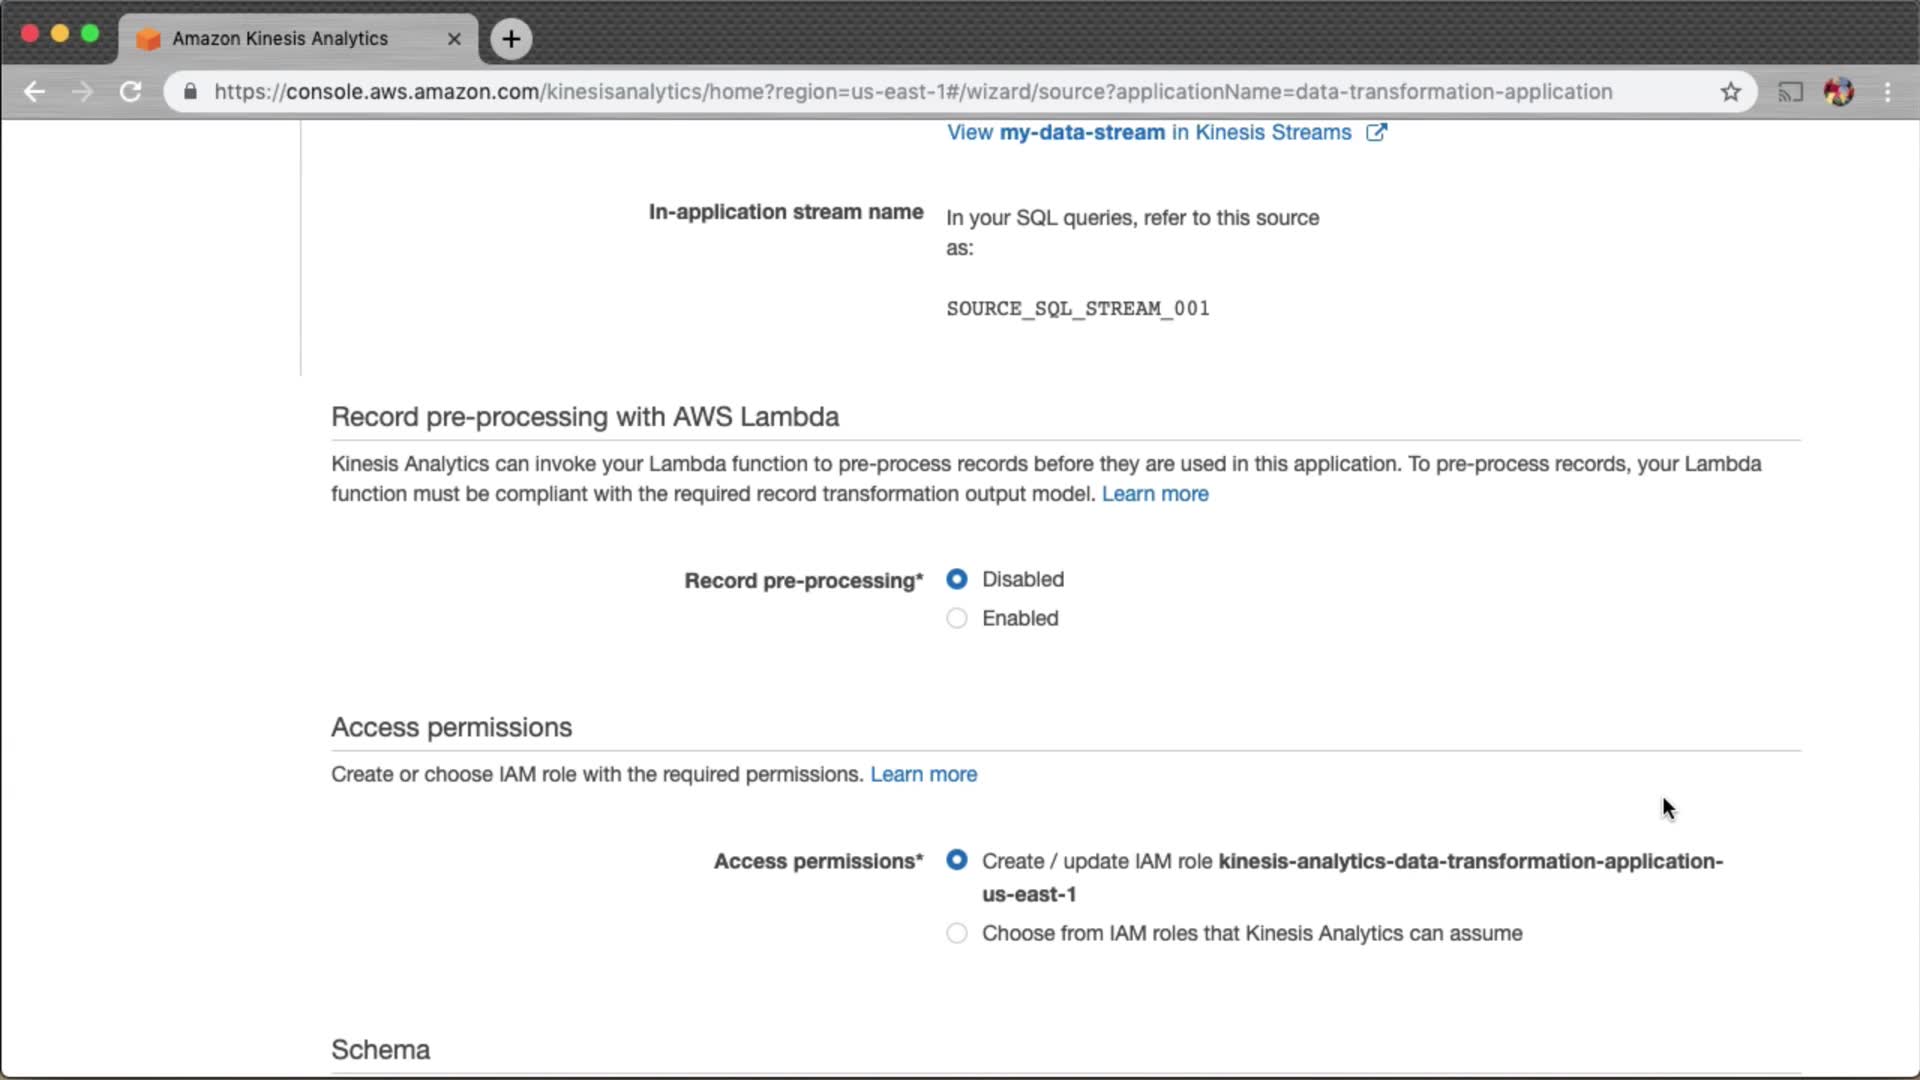 Amazon Kinesis Analytics
https://console.aws.amazon.com/kinesisanalytics/home?region=us-east-1#/wizard/source?applicationName=data-transformation-application
View my-data-stream in Kinesis Streams
In-application stream name
In your SQL queries, refer to this source
as:
SOURCE_SQL_STREAM_001
Record pre-processing with AWS Lambda
Kinesis Analytics can invoke your Lambda function to pre-process records before they are used in this application. To pre-process records, your Lambda
function must be compliant with the required record transformation output model. Learn more
Record pre-processing* Disabled
Enabled
Access permissions
Create or choose IAM role with the required permissions. Learn more
Access permissions* Create / update IAM role kinesis-analytics-data-transformation-application-
us-east-1
Choose from IAM roles that Kinesis Analytics can assume
Schema